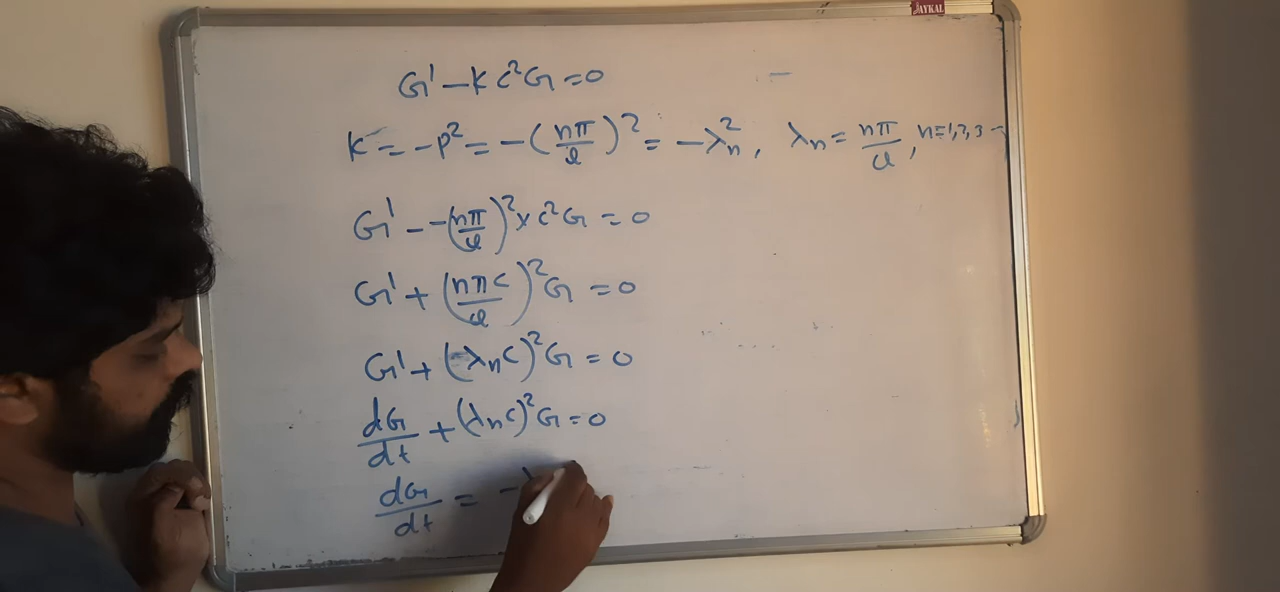 JAYKAL
G' - kc²G = 0
k = -p² = -(nπ/l)² = -λn², λn = nπ/l, n=1,2,3 -
G' - -(nπ/l)² × c²G = 0
G' + (nπc/l)²G = 0
G' + (λnc)²G = 0
dG/dt + (λnc)²G = 0
dG/dt = -λ